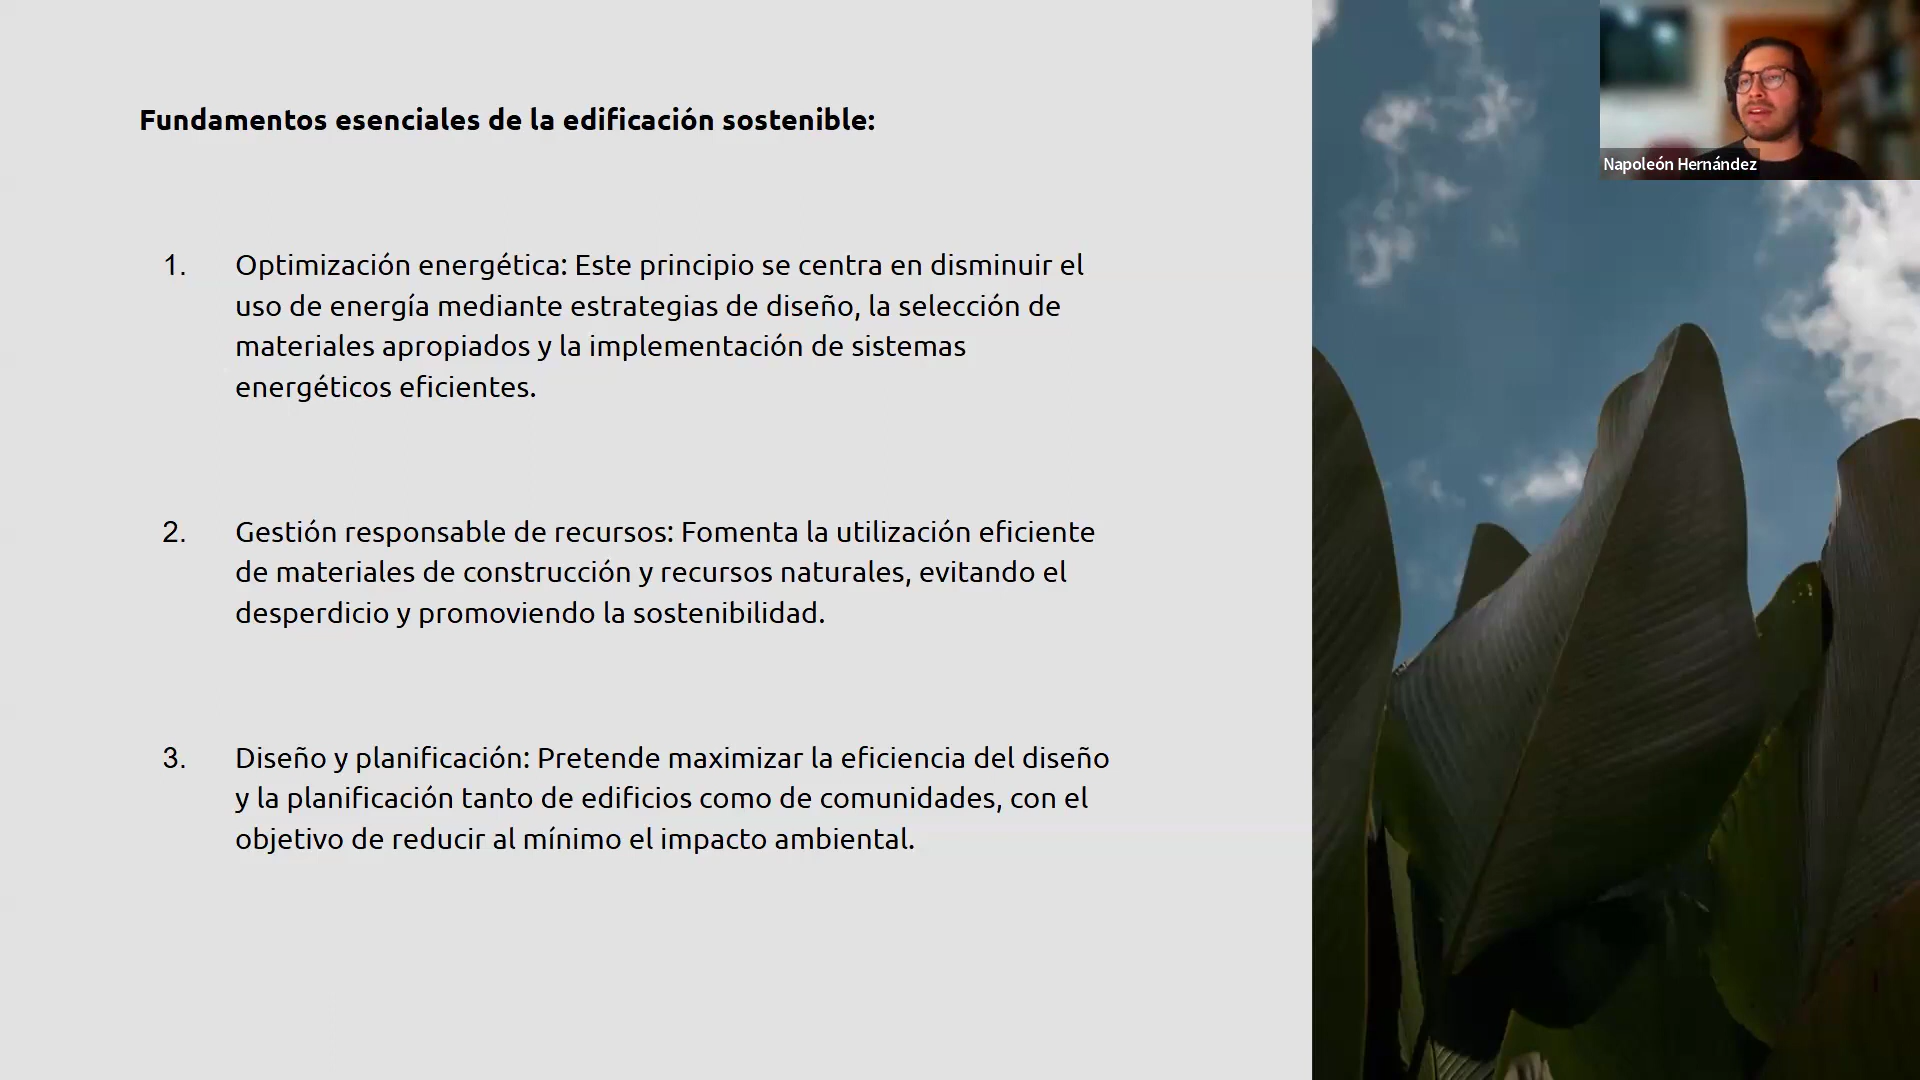 Fundamentos esenciales de la edificación sostenible:
1. Optimización energética: Este principio se centra en disminuir el
uso de energía mediante estrategias de diseño, la selección de
materiales apropiados y la implementación de sistemas
energéticos eficientes.
2. Gestión responsable de recursos: Fomenta la utilización eficiente
de materiales de construcción y recursos naturales, evitando el
desperdicio y promoviendo la sostenibilidad.
3. Diseño y planificación: Pretende maximizar la eficiencia del diseño
y la planificación tanto de edificios como de comunidades, con el
objetivo de reducir al mínimo el impacto ambiental.
Napoleón Hernández